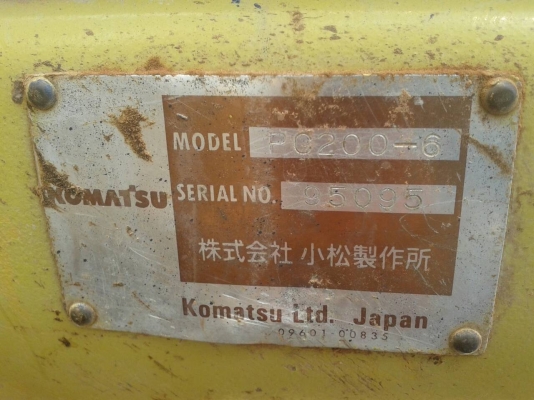 MODEL PC200-6
KOMATSU
SERIAL NO. 95095
株式会社 小松製作所
Komatsu Ltd. Japan
09601-00835